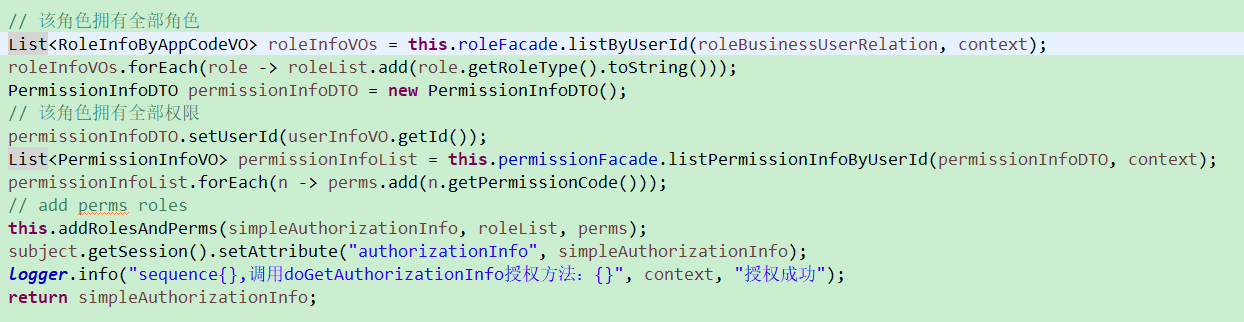 // 该角色拥有全部角色
List<RoleInfoByAppCodeVO> roleInfoVOs = this.roleFacade.listByUserId(roleBusinessUserRelation, context);
roleInfoVOs.forEach(role -> roleList.add(role.getRoleType().toString()));
PermissionInfoDTO permissionInfoDTO = new PermissionInfoDTO();
// 该角色拥有全部权限
permissionInfoDTO.setUserId(userInfoVO.getId());
List<PermissionInfoVO> permissionInfoList = this.permissionFacade.listPermissionInfoByUserId(permissionInfoDTO, context);
permissionInfoList.forEach(n -> perms.add(n.getPermissionCode()));
// add perms roles
this.addRolesAndPerms(simpleAuthorizationInfo, roleList, perms);
subject.getSession().setAttribute("authorizationInfo", simpleAuthorizationInfo);
logger.info("sequence{},调用doGetAuthorizationInfo授权方法：{}", context, "授权成功");
return simpleAuthorizationInfo;